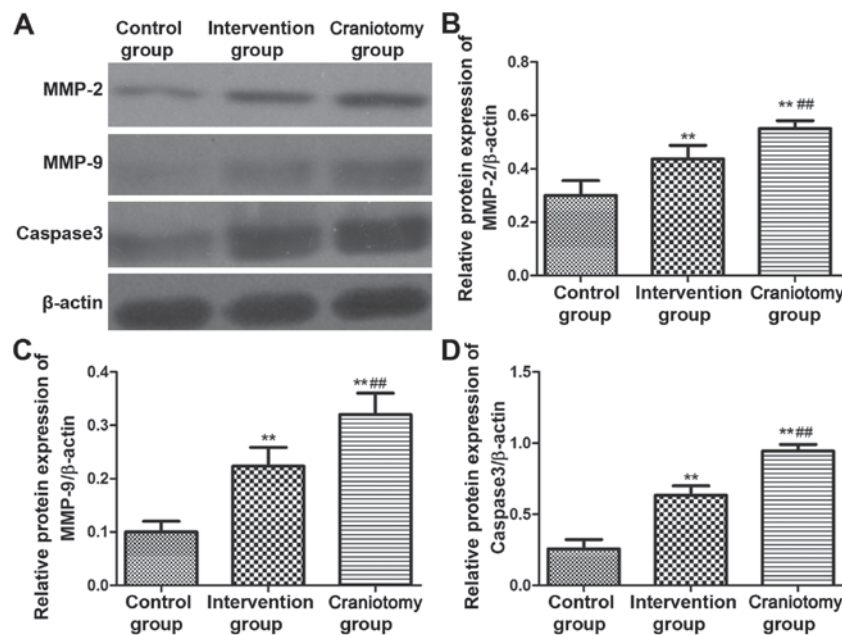 A
Control group
Intervention group
Craniotomy group
MMP-2
MMP-9
Caspase3
β-actin
B
Relative protein expression of
MMP-2/β-actin
0.8
0.6
0.4
0.2
0.0
**
** ##
Control group
Intervention group
Craniotomy group
C
Relative protein expression of
MMP-9/β-actin
0.4
0.3
0.2
0.1
0.0
**
**##
Control group
Intervention group
Craniotomy group
D
Relative protein expression of
Caspase3/β-actin
1.5
1.0
0.5
0.0
**
**##
Control group
Intervention group
Craniotomy group